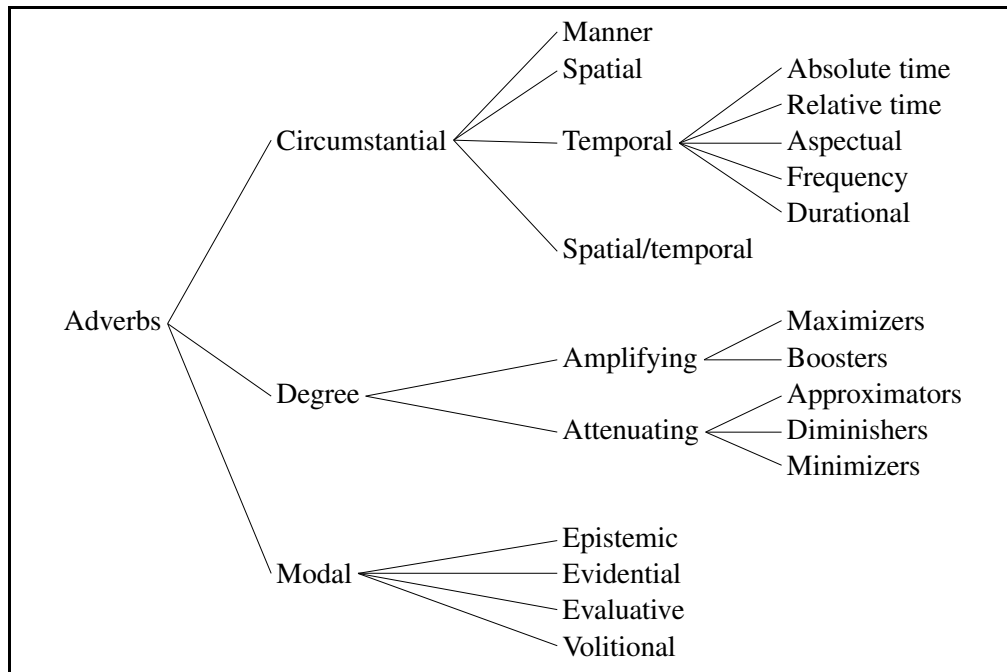 Manner
Spatial
Absolute time
Relative time
Circumstantial
Temporal
Aspectual
Frequency
Durational
Spatial/temporal
Adverbs
Maximizers
Amplifying
Boosters
Degree
Approximators
Attenuating
Diminishers
Minimizers
Epistemic
Modal
Evidential
Evaluative
Volitional